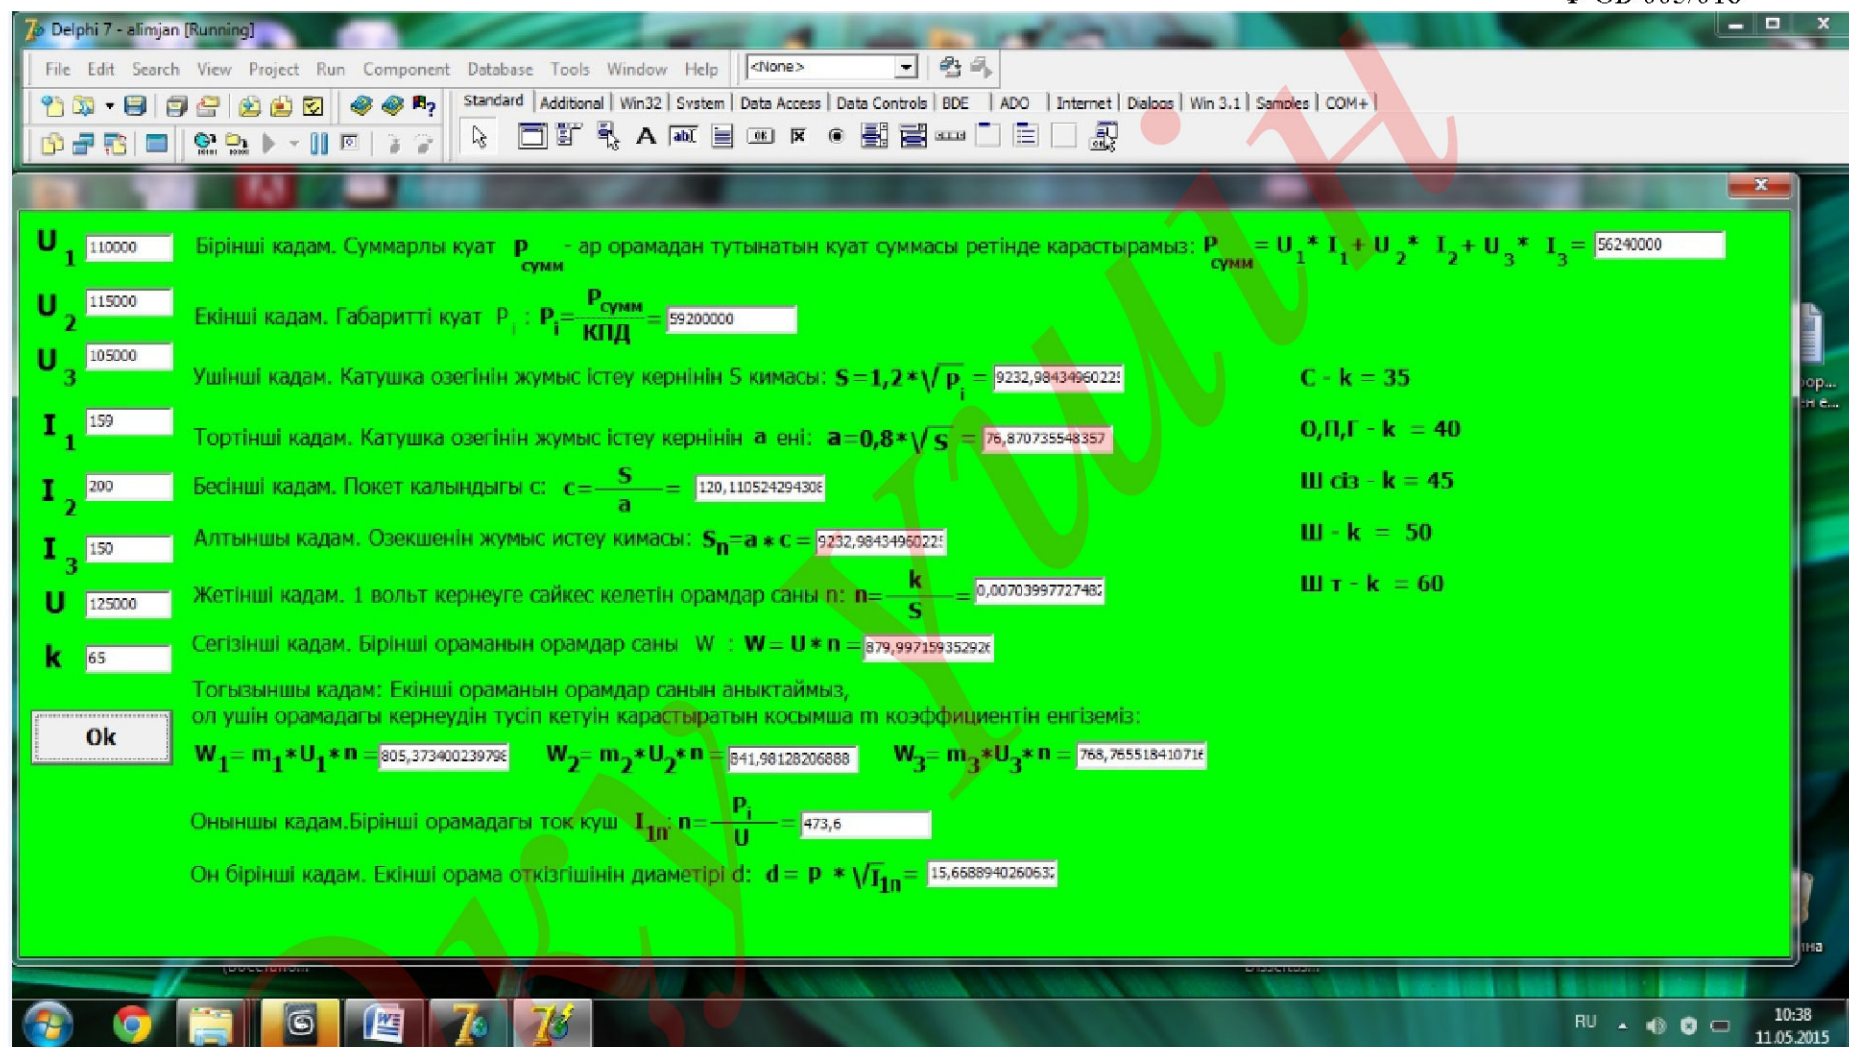 Delphi 7 - alimjan [Running]
File Edit Search View Project Run Component Database Tools Window Help <None>
Standard Additional Win32 System Data Access Data Controls BDE ADO Internet Dialogs Win 3.1 Samples COM+
U1 110000 Бірінші кадам. Суммарлы куат Pсумм - ар орамадан тутынатын куат суммасы ретінде карастырамыз: Pсумм = U1* I1+ U2* I2+ U3* I3 = 56240000
U2 115000 Екінші кадам. Габаритті куат Pi : Pi= Pсумм / КПД = 59200000
U3 105000 Ушінші кадам. Катушка озегінін жумыс істеу кернінін S кимасы: S=1,2*√pi = 9232,98434960225 C - k = 35
I1 159 Тортінші кадам. Катушка озегінін жумыс істеу кернінін а ені: a=0,8*√s = 76,870735548357 О,П,Г - k = 40
I2 200 Бесінші кадам. Покет калындыгы с: c= S / a = 120,110524294308 Ш сіз - k = 45
I3 150 Алтыншы кадам. Озекшенін жумыс истеу кимасы: Sn=a * c = 9232,98434960225 Ш - k = 50
U 125000 Жетінші кадам. 1 вольт кернеуге сайкес келетін орамдар саны n: n= k / S = 0,00703997727482 Ш т - k = 60
k 65 Сегізінші кадам. Бірінші ораманын орамдар саны W : W= U * n = 879,997159352926
Тогызыншы кадам: Екінші ораманын орамдар санын аныктаймыз,
ол ушін орамадагы кернеудін тусіп кетуін карастыратын косымша m коэффициентін енгіземіз:
Ok
W1= m1*U1*n = 805,373400239798 W2= m2*U2*n = 841,98128206888 W3= m3*U3*n = 768,765518410716
Оныншы кадам.Бірінші орамадагы ток куш I1n: n= Pi / U = 473,6
Он бірінші кадам. Екінші орама откізгішінін диаметрі d: d = p * √I1n = 15,6688940260632
RU 10:38
11.05.2015